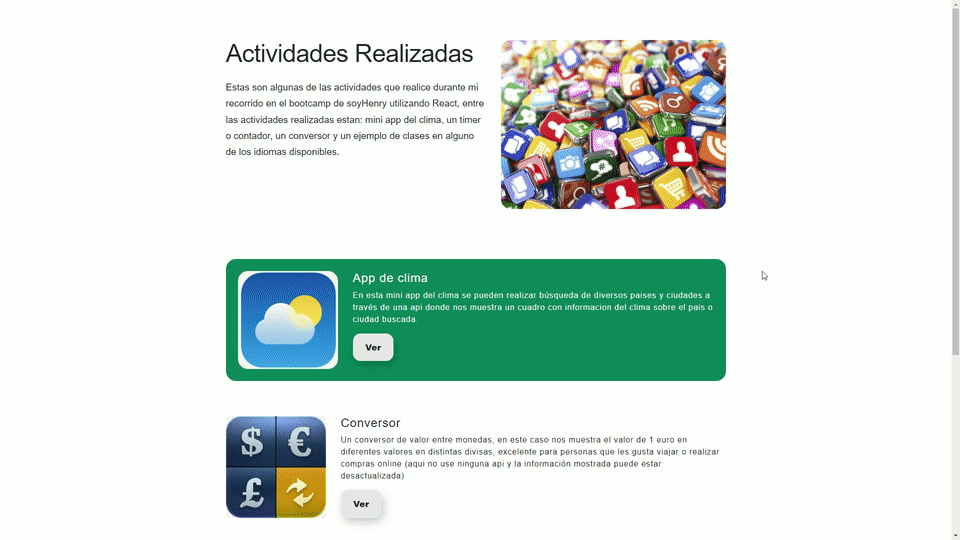 Actividades Realizadas
Estas son algunas de las actividades que realice durante mi
recorrido en el bootcamp de soyHenry utilizando React, entre
las actividades realizadas estan: mini app del clima, un timer
o contador, un conversor y un ejemplo de clases en alguno
de los idiomas disponibles.
App de clima
En esta mini app del clima se pueden realizar búsqueda de diversos paises y ciudades a
través de una api donde nos muestra un cuadro con informacion del clima sobre el pais o
ciudad buscada.
Ver
$ €
£
Conversor
Un conversor de valor entre monedas, en este caso nos muestra el valor de 1 euro en
diferentes valores en distintas divisas, excelente para personas que les gusta viajar o realizar
compras online (aqui no use ninguna api y la información mostrada puede estar
desactualizada)
Ver